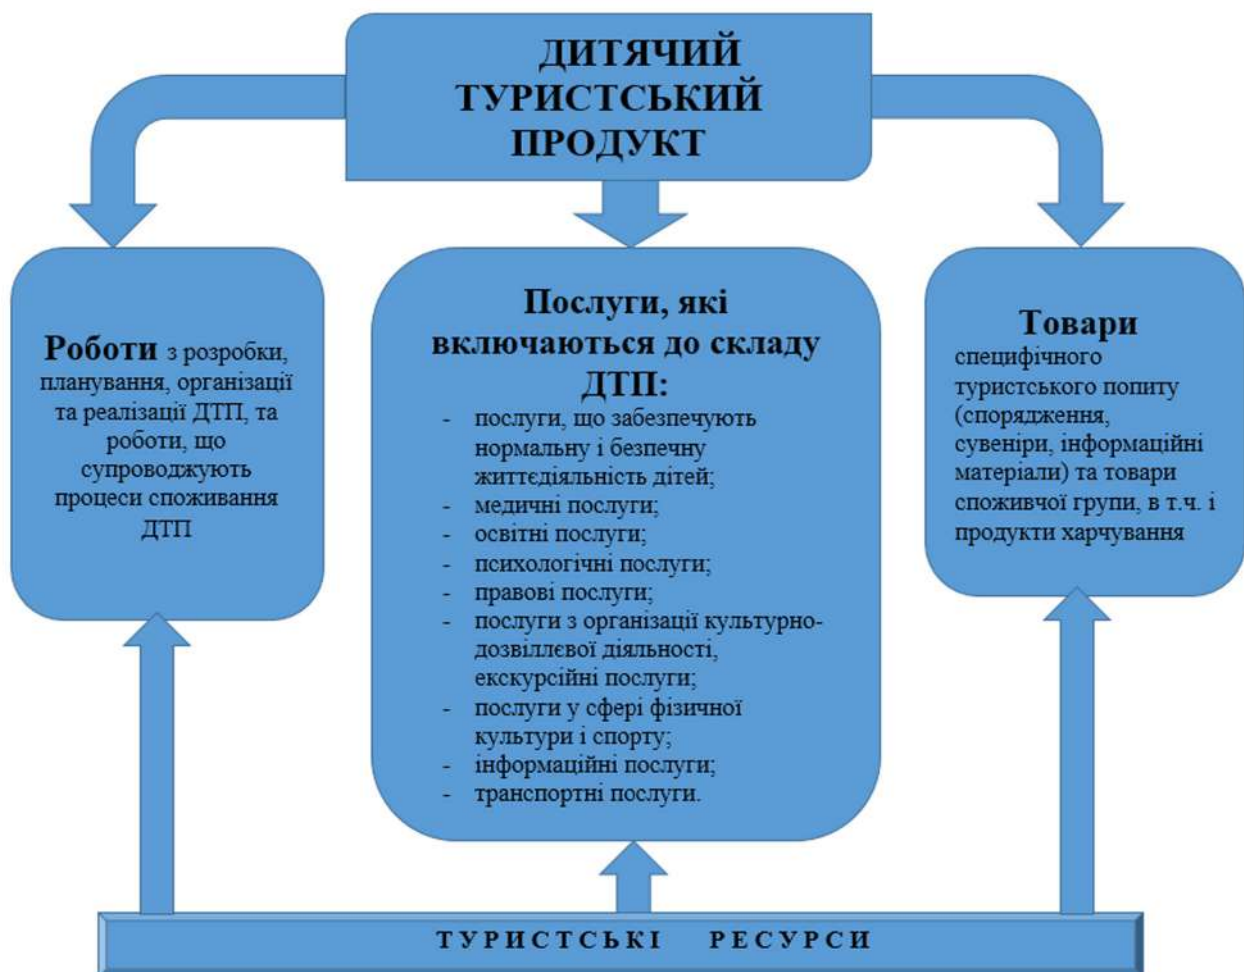 ДИТЯЧИЙ
ТУРИСТСЬКИЙ
ПРОДУКТ
Роботи з розробки,
планування, організації
та реалізації ДТП, та
роботи, що
супроводжують
процеси споживання
ДТП
Послуги, які
включаються до складу
ДТП:
- послуги, що забезпечують
нормальну і безпечну
життєдіяльність дітей;
- медичні послуги;
- освітні послуги;
- психологічні послуги;
- правові послуги;
- послуги з організації культурно-
дозвіллєвої діяльності,
екскурсійні послуги;
- послуги у сфері фізичної
культури і спорту;
- інформаційні послуги;
- транспортні послуги.
Товари
специфічного
туристського попиту
(спорядження,
сувеніри, інформаційні
матеріали) та товари
споживчої групи, в т.ч. і
продукти харчування
ТУРИСТСЬКІ РЕСУРСИ